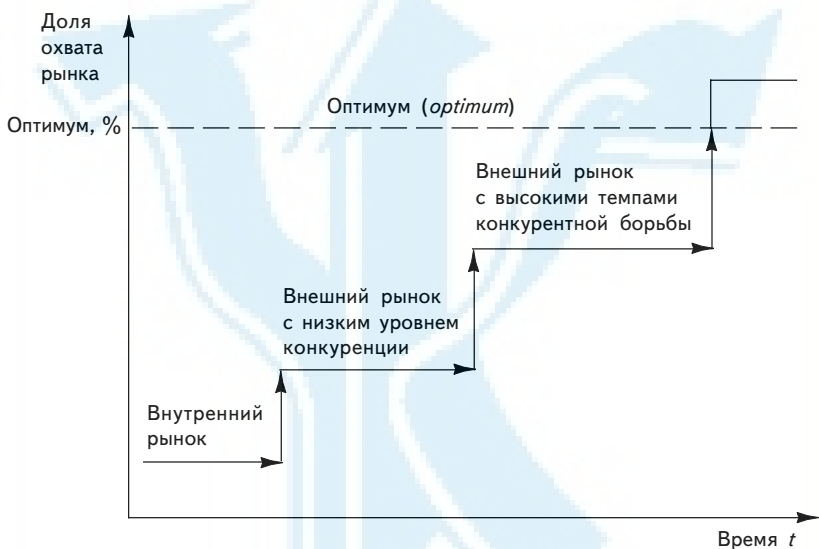 Доля
охвата
рынка
Оптимум, %
Оптимум (optimum)
Внешний рынок
с высокими темпами
конкурентной борьбы
Внешний рынок
с низким уровнем
конкуренции
Внутренний
рынок
Время t